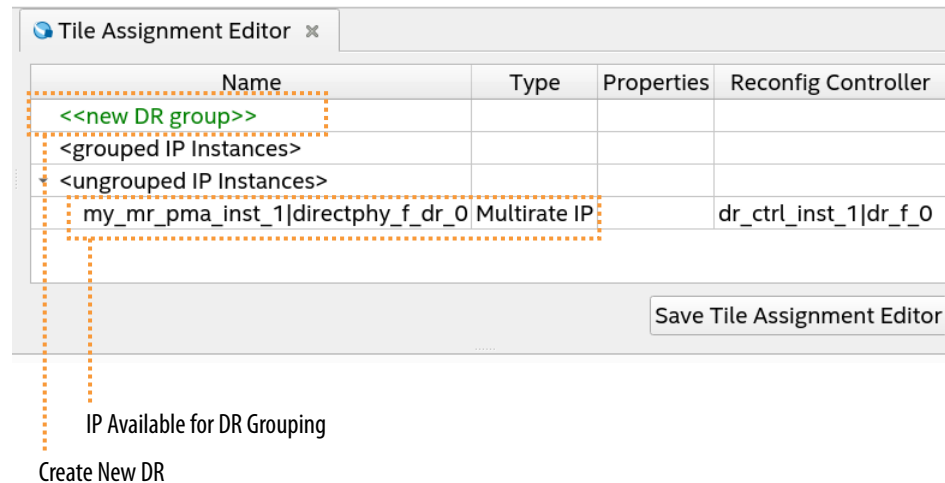 Tile Assignment Editor
Name Type Properties Reconfig Controller
<<new DR group>>
<grouped IP Instances>
<ungrouped IP Instances>
my_mr_pma_inst_1|directphy_f_dr_0 Multirate IP dr_ctrl_inst_1|dr_f_0
Save Tile Assignment Editor
IP Available for DR Grouping
Create New DR